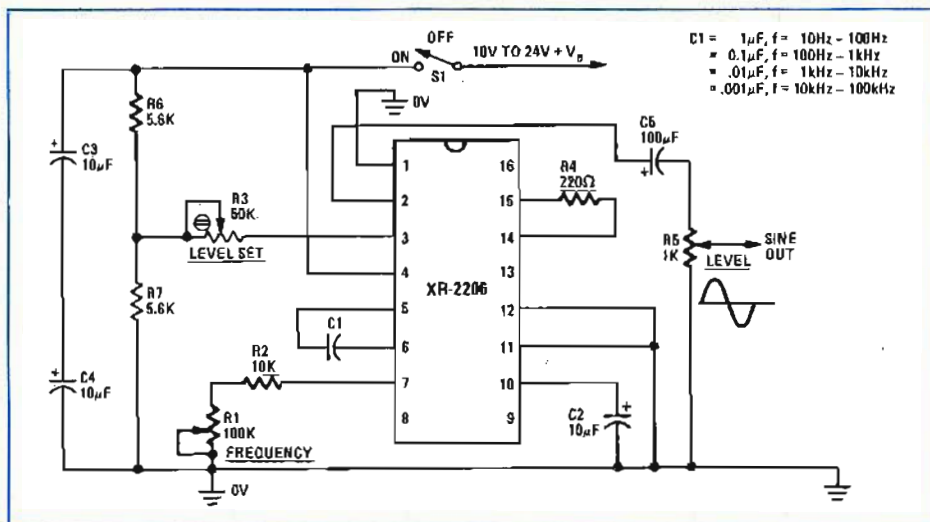 OFF
ON
S1
10V TO 24V + V_B
C1 = 1µF, f = 10Hz – 100Hz
= 0.1µF, f = 100Hz – 1kHz
= .01µF, f = 1kHz – 10kHz
= .001µF, f = 10kHz – 100kHz
0V
R6
5.6K
C3
10µF
R3
50K
LEVEL SET
R7
5.6K
C4
10µF
C1
R2
10K
R1
100K
FREQUENCY
0V
1
2
3
4
5
6
7
8
XR-2206
16
15
14
13
12
11
10
9
R4
220Ω
C5
100µF
R5
1K
LEVEL
SINE
OUT
C2
10µF